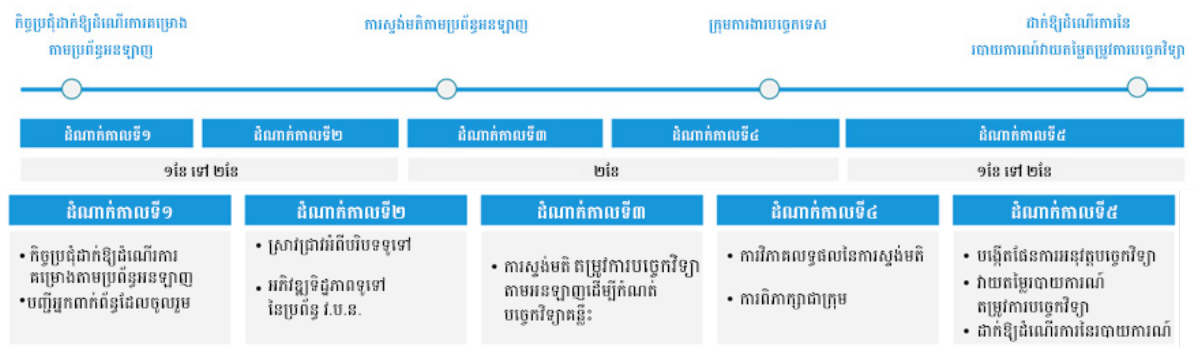 កិច្ចប្រជុំដាក់ឱ្យដំណើរការគម្រោង
តាមប្រព័ន្ធអនឡាញ
ការស្ទង់មតិតាមប្រព័ន្ធអនឡាញ
ក្រុមការងារបច្ចេកទេស
ដាក់ឱ្យដំណើរការនៃ
របាយការណ៍វាយតម្លៃតម្រូវការបច្ចេកវិទ្យា
ដំណាក់កាលទី១
ដំណាក់កាលទី២
ដំណាក់កាលទី៣
ដំណាក់កាលទី៤
ដំណាក់កាលទី៥
១ខែ ទៅ ២ខែ
២ខែ
១ខែ ទៅ ២ខែ
ដំណាក់កាលទី១
• កិច្ចប្រជុំដាក់ឱ្យដំណើរការ
គម្រោងតាមប្រព័ន្ធអនឡាញ
•បញ្ជីអ្នកពាក់ព័ន្ធដែលចូលរួម
ដំណាក់កាលទី២
• ស្រាវជ្រាវអំពីបរិបទទូទៅ
• អភិវឌ្ឍទិដ្ឋភាពទូទៅ
នៃប្រព័ន្ធ វ.ប.ន.
ដំណាក់កាលទី៣
• ការស្ទង់មតិ តម្រូវការបច្ចេកវិទ្យា
តាមអនឡាញដើម្បីកំណត់
បច្ចេកវិទ្យាគន្លឹះ
ដំណាក់កាលទី៤
• ការវិភាគលទ្ធផលនៃការស្ទង់មតិ
• ការពិភាក្សាជាក្រុម
ដំណាក់កាលទី៥
• បង្កើតផែនការអនុវត្តបច្ចេកវិទ្យា
• វាយតម្លៃរបាយការណ៍
តម្រូវការបច្ចេកវិទ្យា
• ដាក់ឱ្យដំណើរការនៃរបាយការណ៍